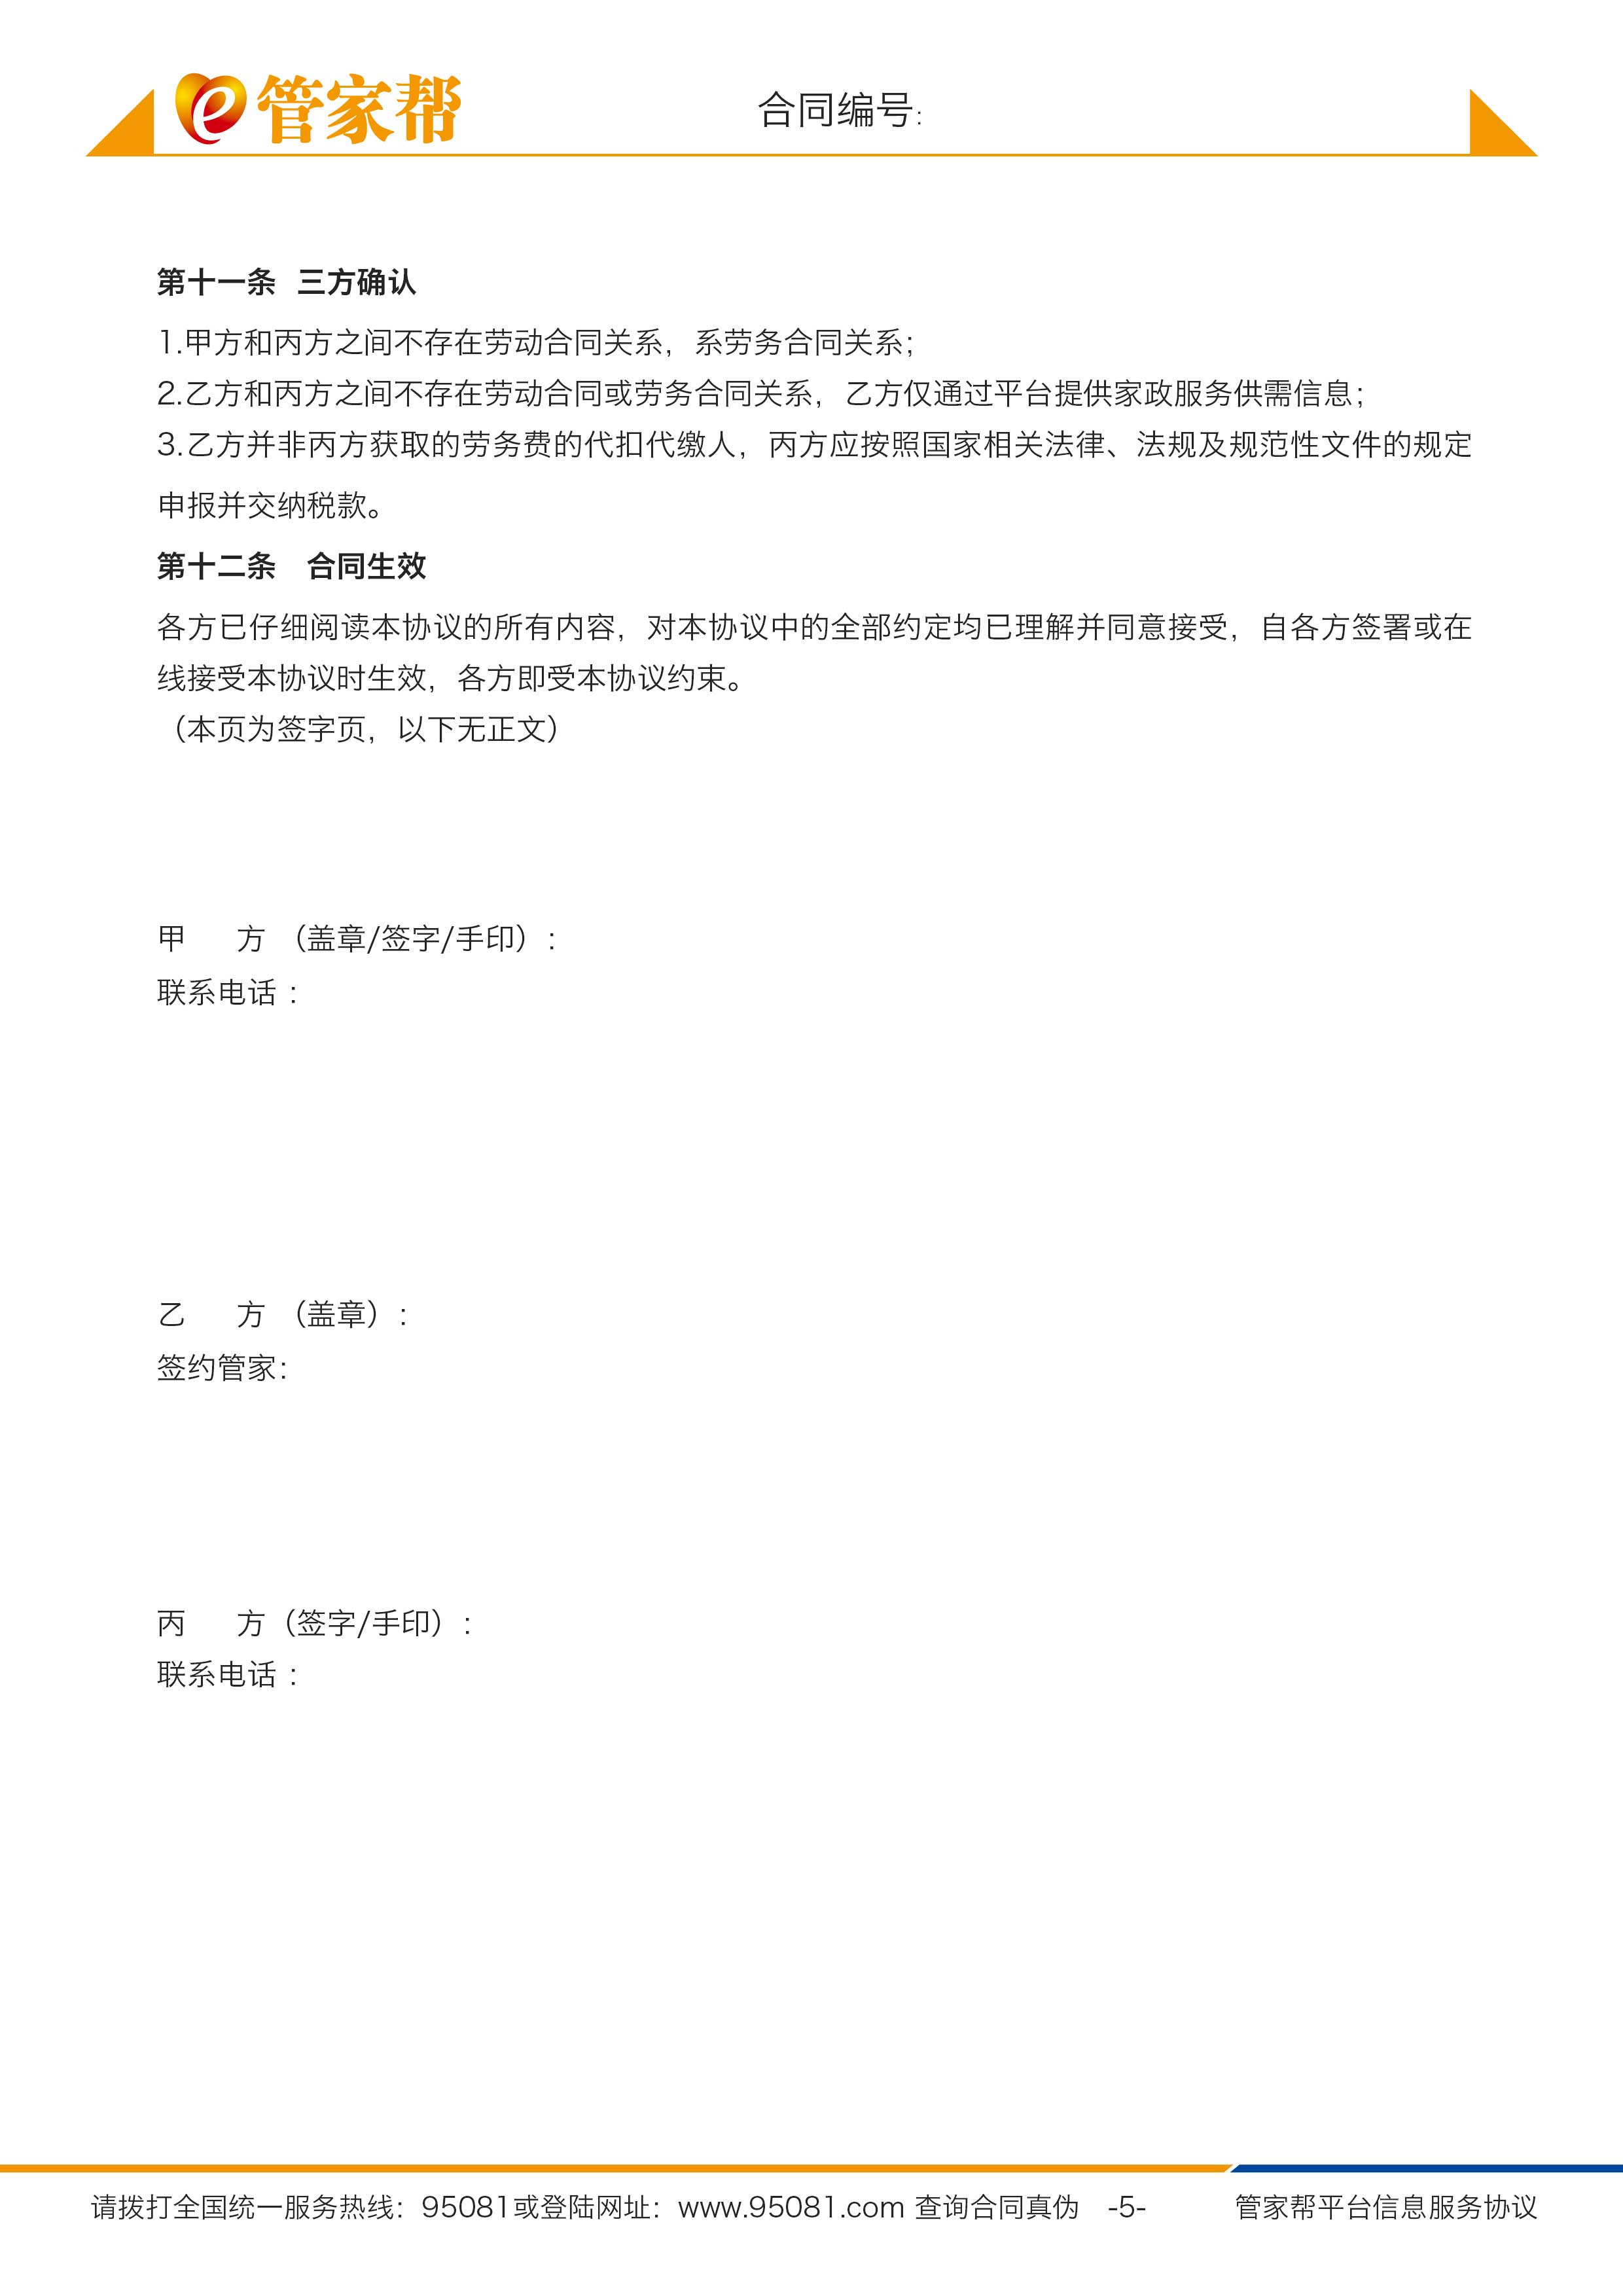 e管家帮
合同编号:
第十一条 三方确认
1.甲方和丙方之间不存在劳动合同关系，系劳务合同关系；
2.乙方和丙方之间不存在劳动合同或劳务合同关系，乙方仅通过平台提供家政服务供需信息；
3.乙方并非丙方获取的劳务费的代扣代缴人，丙方应按照国家相关法律、法规及规范性文件的规定
申报并交纳税款。
第十二条 合同生效
各方已仔细阅读本协议的所有内容，对本协议中的全部约定均已理解并同意接受，自各方签署或在
线接受本协议时生效，各方即受本协议约束。
（本页为签字页，以下无正文）
甲 方 （盖章/签字/手印）:
联系电话 ：
乙 方 （盖章）:
签约管家：
丙 方（签字/手印）:
联系电话 ：
请拨打全国统一服务热线：95081或登陆网址：www.95081.com 查询合同真伪 -5- 管家帮平台信息服务协议